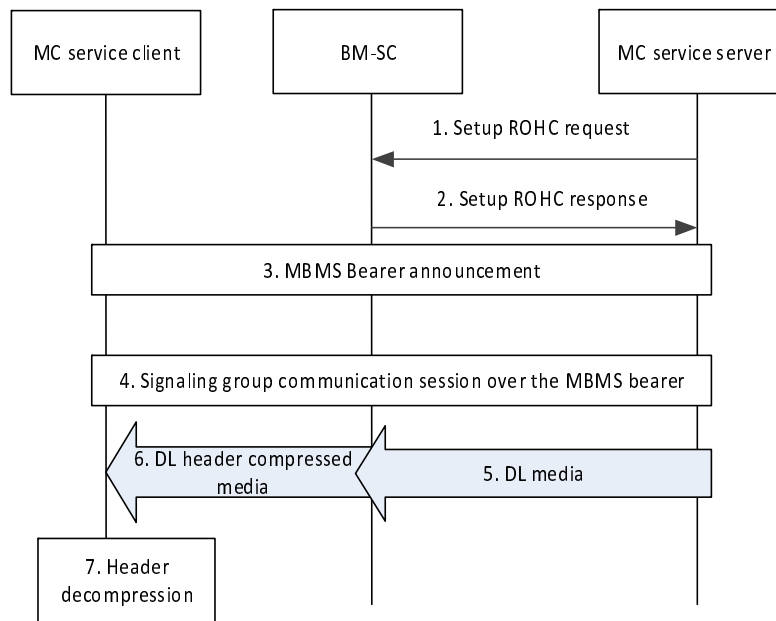 MC service client
BM-SC
MC service server
1. Setup ROHC request
2. Setup ROHC response
3. MBMS Bearer announcement
4. Signaling group communication session over the MBMS bearer
6. DL header compressed
media
5. DL media
7. Header
decompression